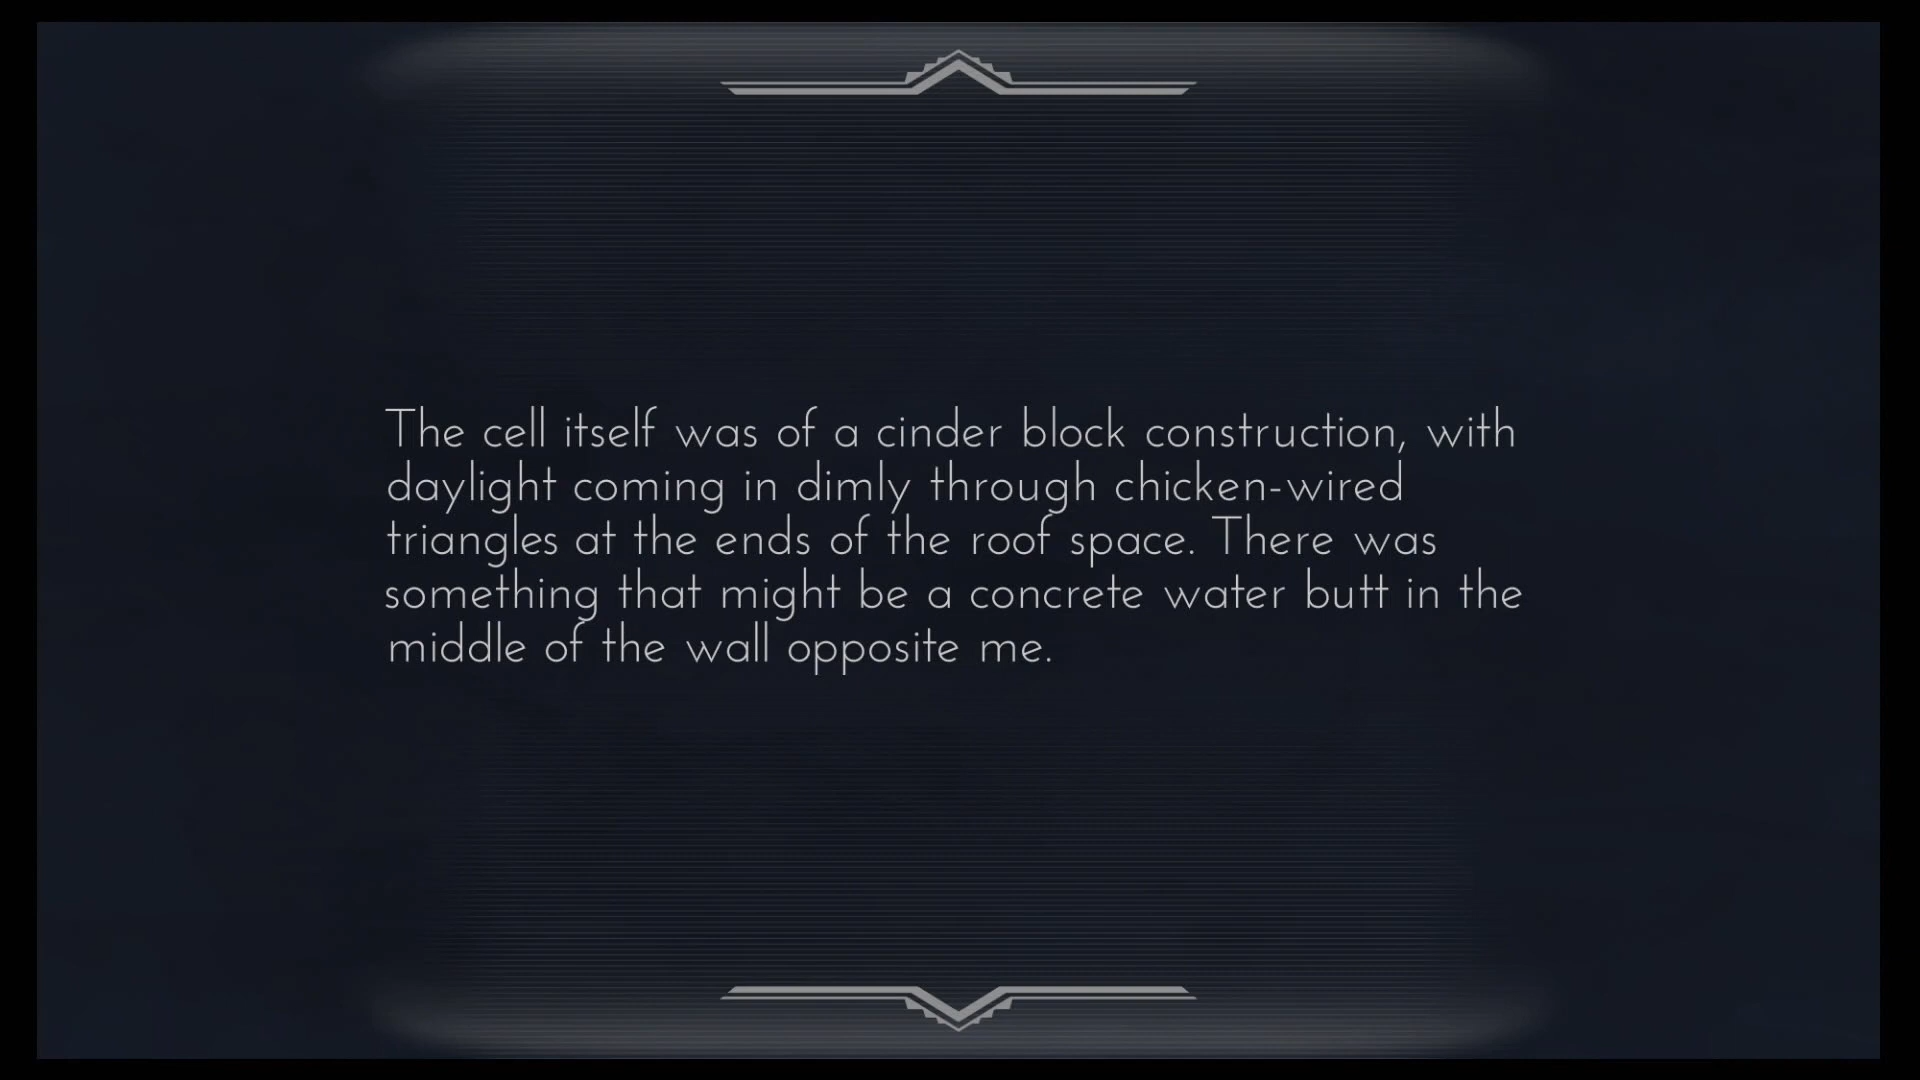 The cell itself was of a cinder block construction, with
daylight coming in dimly through chicken-wired
triangles at the ends of the roof space. There was
something that might be a concrete water butt in the
middle of the wall opposite me.